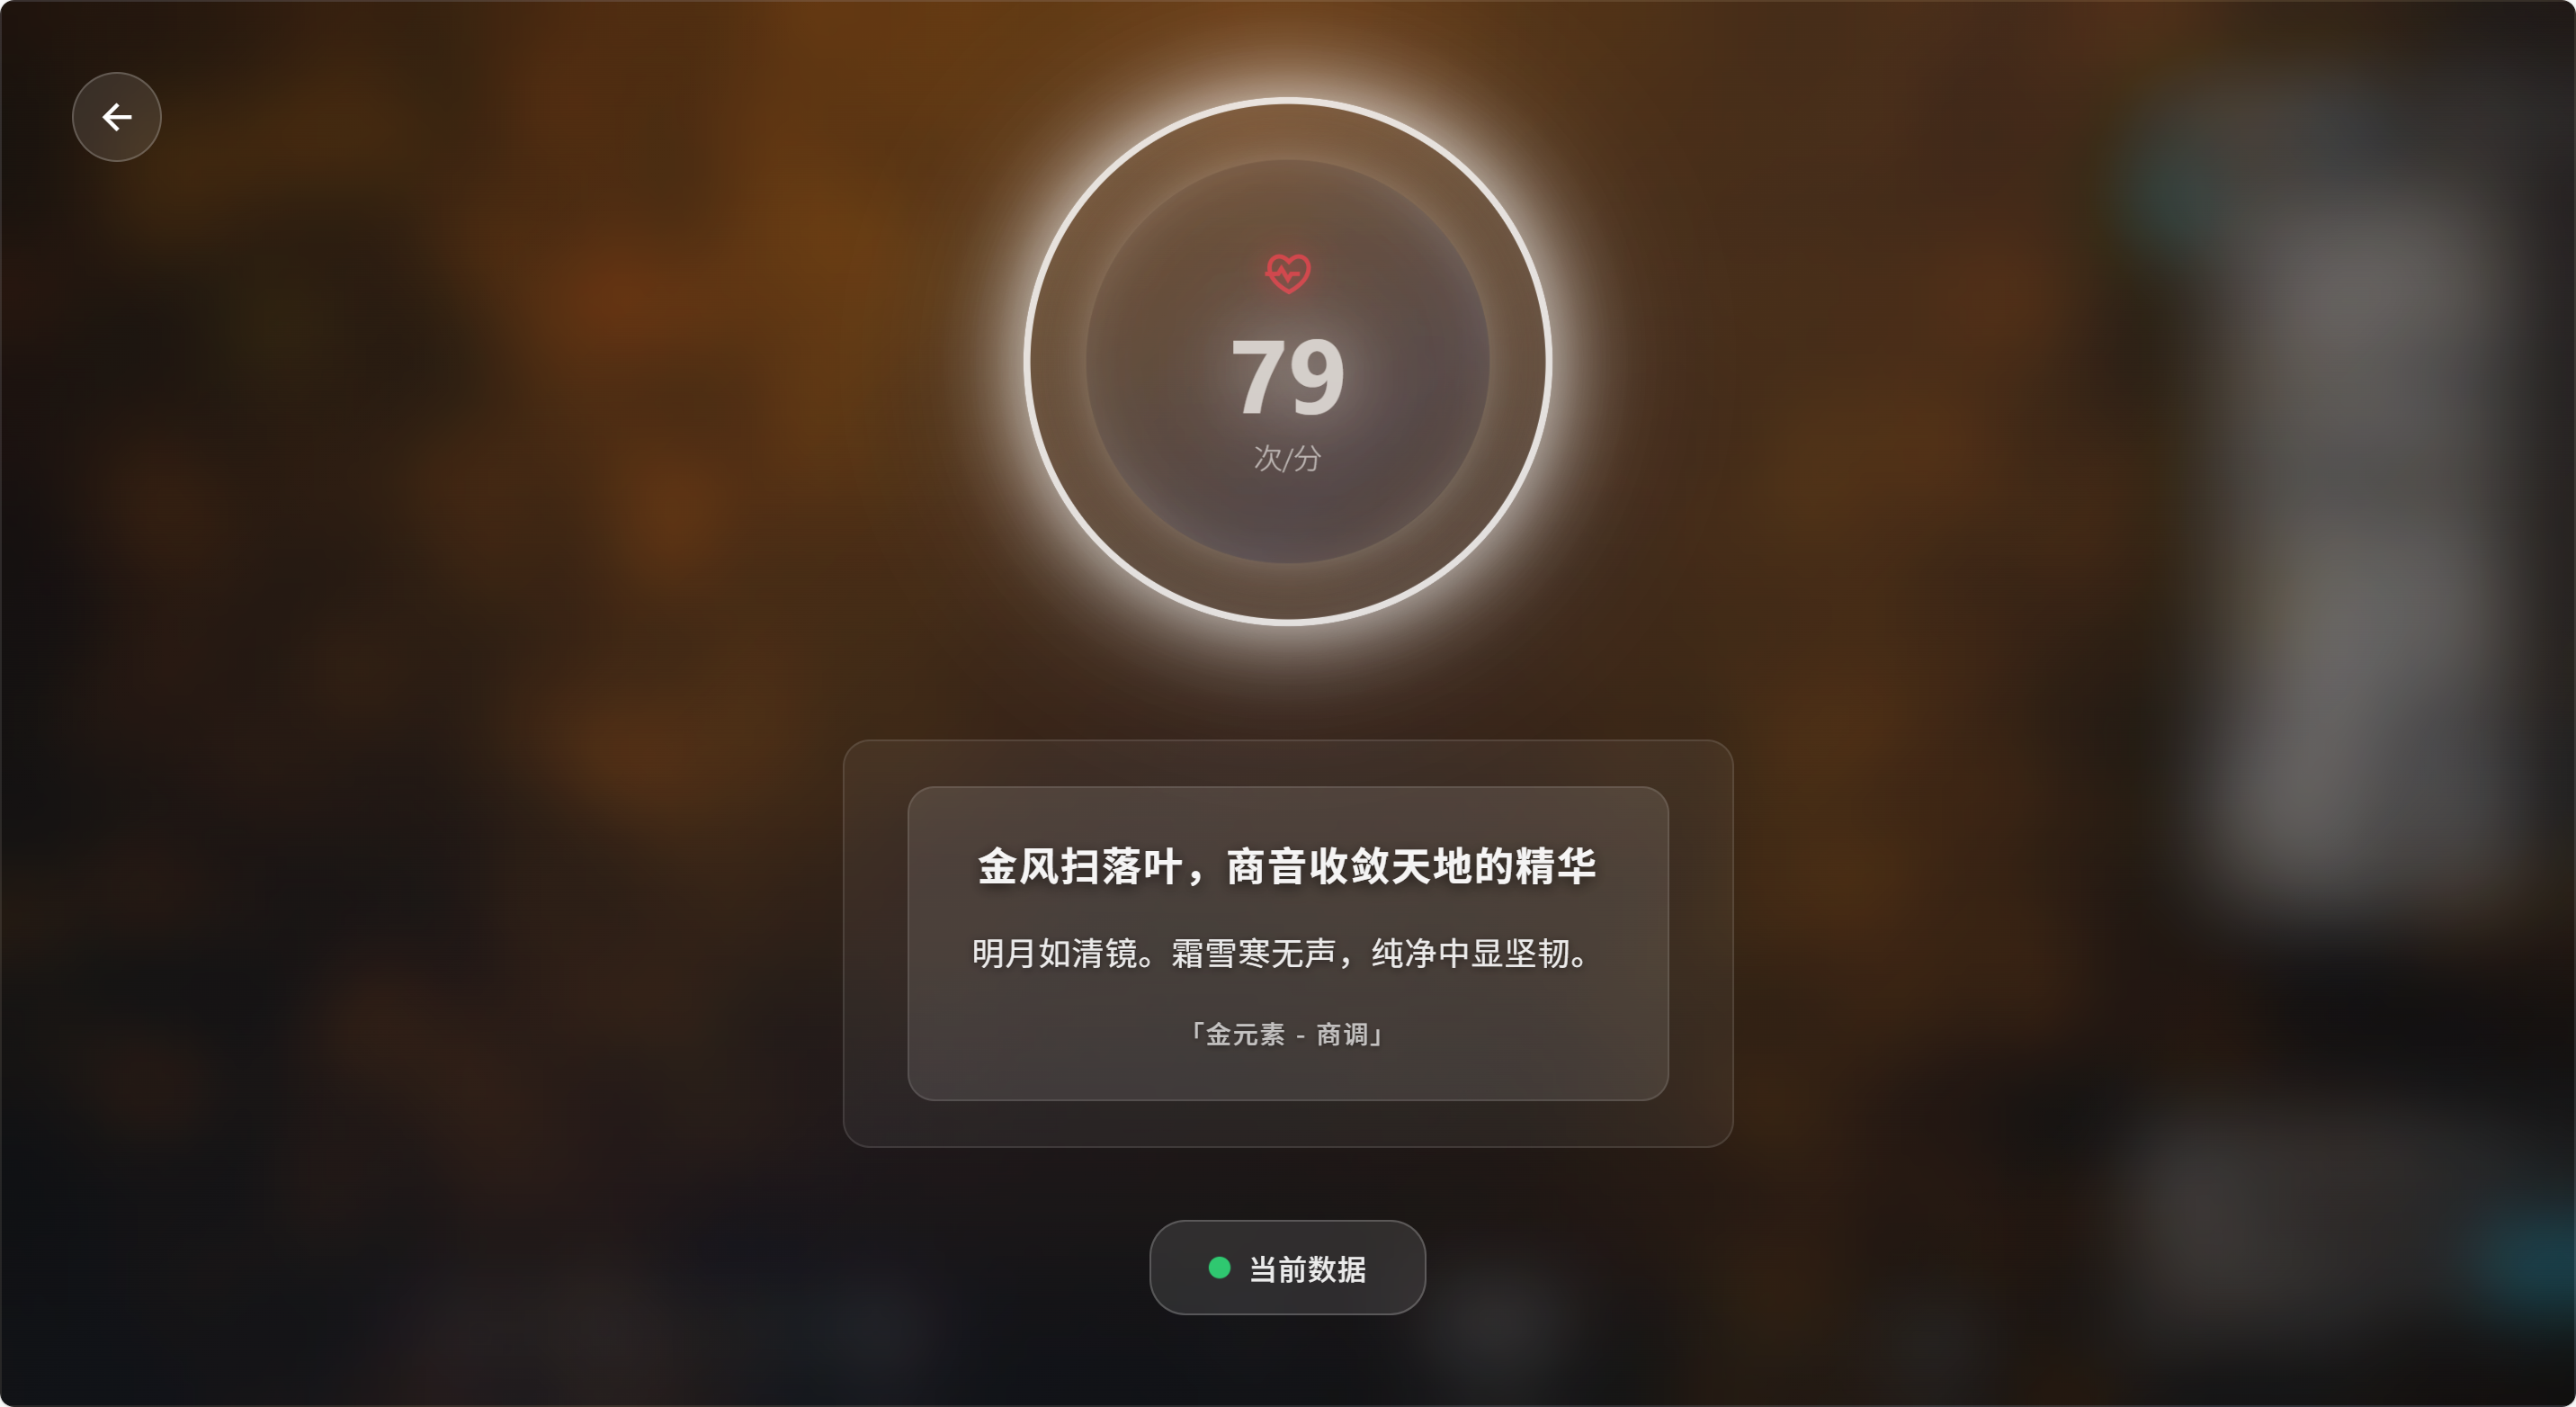 79
次/分
金风扫落叶，商音收敛天地的精华
明月如清镜。霜雪寒无声，纯净中显坚韧。
「金元素 - 商调」
当前数据